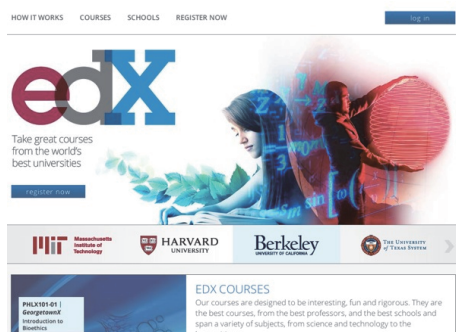 HOW IT WORKS COURSES SCHOOLS REGISTER NOW log in
edX
Take great courses
from the world's
best universities
register now
MIT Massachusetts
Institute of
Technology
HARVARD
UNIVERSITY
Berkeley
UNIVERSITY OF CALIFORNIA
THE UNIVERSITY
of TEXAS SYSTEM
PHLX101-01 |
GeorgetownX
Introduction to
Bioethics
EDX COURSES
Our courses are designed to be interesting, fun and rigorous. They are
the best courses, from the best professors, and the best schools and
span a variety of subjects, from science and technology to the